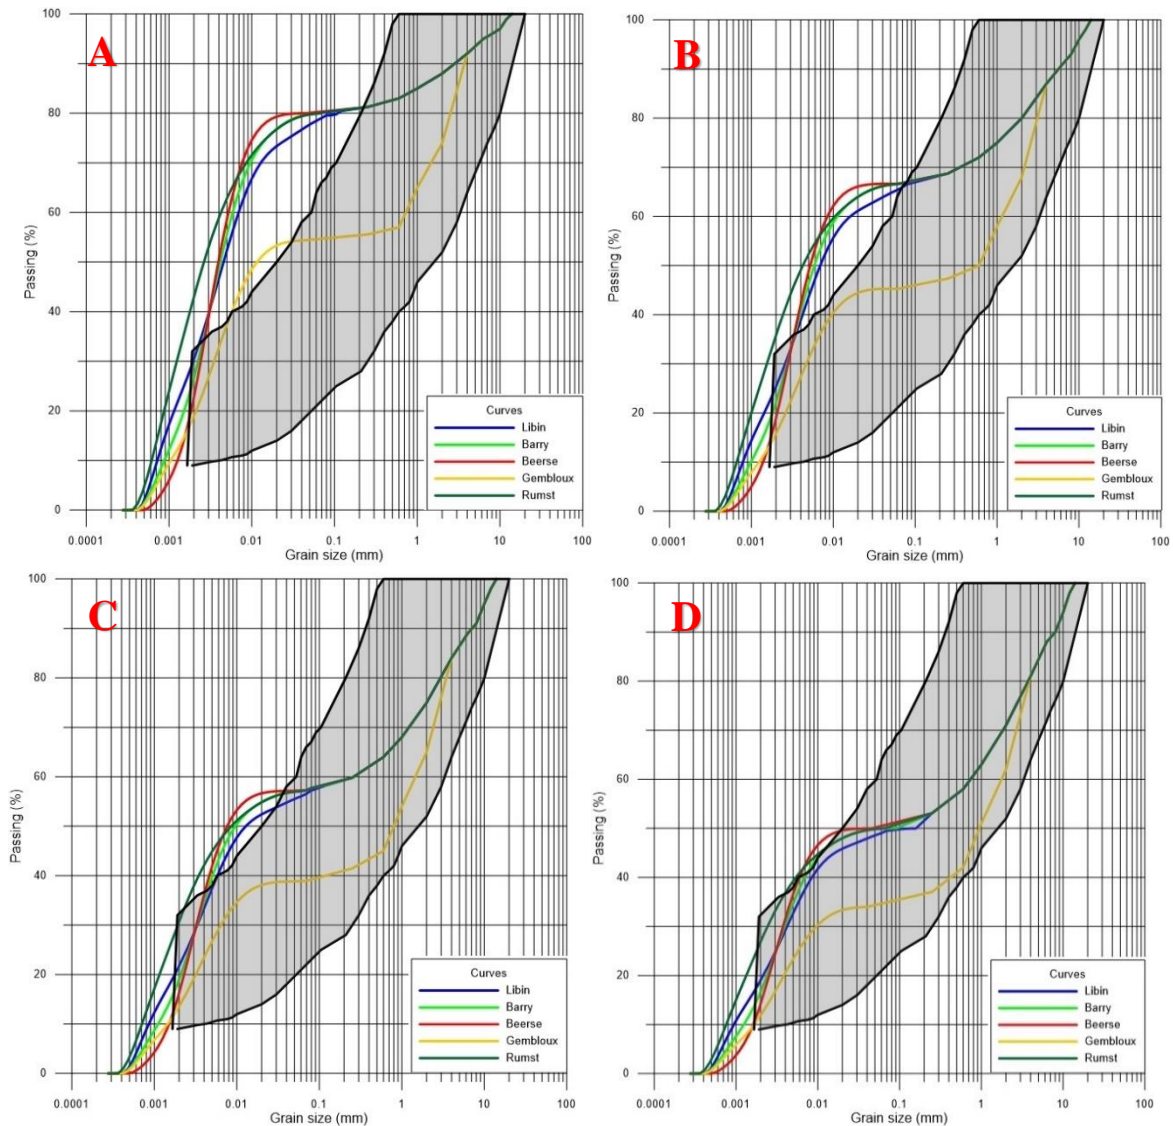 A
100
80
60
40
20
0
Passing (%)
0.0001 0.001 0.01 0.1 1 10 100
Grain size (mm)
Curves
Libin
Barry
Beerse
Gembloux
Rumst
B
100
80
60
40
20
0
Passing (%)
0.0001 0.001 0.01 0.1 1 10 100
Grain size (mm)
Curves
Libin
Barry
Beerse
Gembloux
Rumst
C
100
80
60
40
20
0
Passing (%)
0.0001 0.001 0.01 0.1 1 10 100
Grain size (mm)
Curves
Libin
Barry
Beerse
Gembloux
Rumst
D
100
80
60
40
20
0
Passing (%)
0.0001 0.001 0.01 0.1 1 10 100
Grain size (mm)
Curves
Libin
Barry
Beerse
Gembloux
Rumst